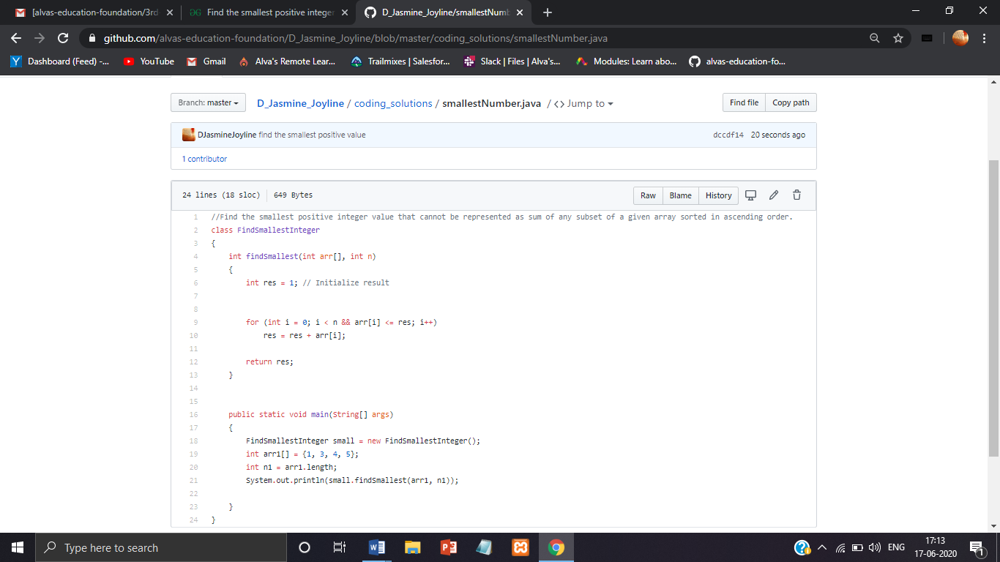 [alvas-education-foundation/3rd
Find the smallest positive integer
D_Jasmine_Joyline/smallestNumb
github.com/alvas-education-foundation/D_Jasmine_Joyline/blob/master/coding_solutions/smallestNumber.java
Dashboard (Feed) -... YouTube Gmail Alva's Remote Lear... Trailmixes | Salesfor... Slack | Files | Alva's... Modules: Learn abo... alvas-education-fo...
Branch: master D_Jasmine_Joyline / coding_solutions / smallestNumber.java / <> Jump to Find file Copy path
DJasmineJoyline find the smallest positive value dccdf14 20 seconds ago
1 contributor
24 lines (18 sloc) 649 Bytes Raw Blame History
1 //Find the smallest positive integer value that cannot be represented as sum of any subset of a given array sorted in ascending order.
2 class FindSmallestInteger
3 {
4 int findSmallest(int arr[], int n)
5 {
6 int res = 1; // Initialize result
7
8
9 for (int i = 0; i < n && arr[i] <= res; i++)
10 res = res + arr[i];
11
12 return res;
13 }
14
15
16 public static void main(String[] args)
17 {
18 FindSmallestInteger small = new FindSmallestInteger();
19 int arr1[] = {1, 3, 4, 5};
20 int n1 = arr1.length;
21 System.out.println(small.findSmallest(arr1, n1));
22
23 }
24 }
Type here to search
ENG
17:13
17-06-2020
1